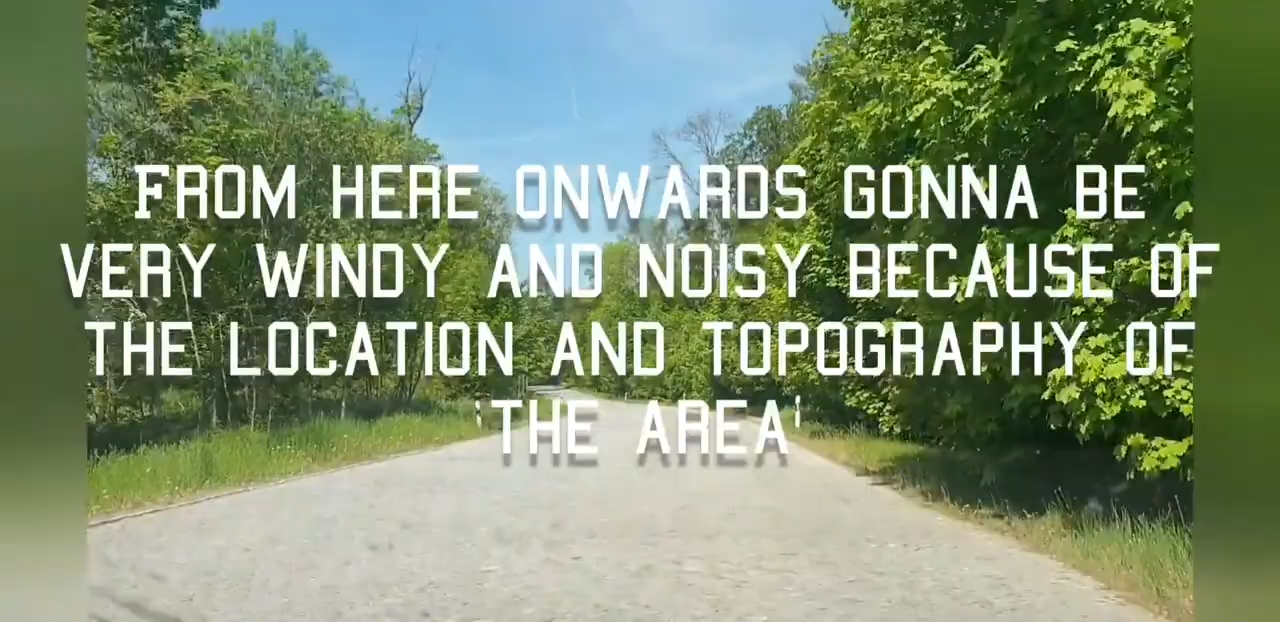 FROM HERE ONWARDS GONNA BE
VERY WINDY AND NOISY BECAUSE OF
THE LOCATION AND TOPOGRAPHY OF
'THE AREA'